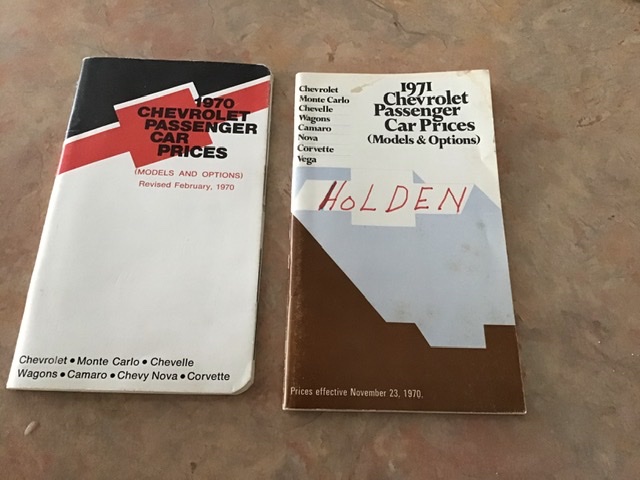 1970
CHEVROLET
PASSENGER
CAR
PRICES
(MODELS AND OPTIONS)
Revised February, 1970
Chevrolet • Monte Carlo • Chevelle
Wagons • Camaro • Chevy Nova • Corvette
Chevrolet
Monte Carlo
Chevelle
Wagons
Camaro
Nova
Corvette
Vega
1971
Chevrolet
Passenger
Car Prices
(Models & Options)
HoLDEN
Prices effective November 23, 1970.